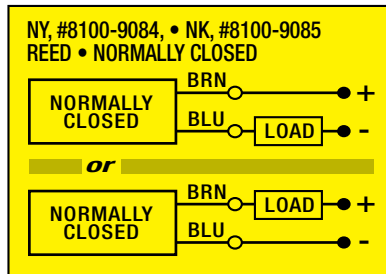 NY, #8100-9084, • NK, #8100-9085
REED • NORMALLY CLOSED
NORMALLY
CLOSED
BRN
+
BLU
LOAD
-
or
NORMALLY
CLOSED
BRN
LOAD
+
BLU
-